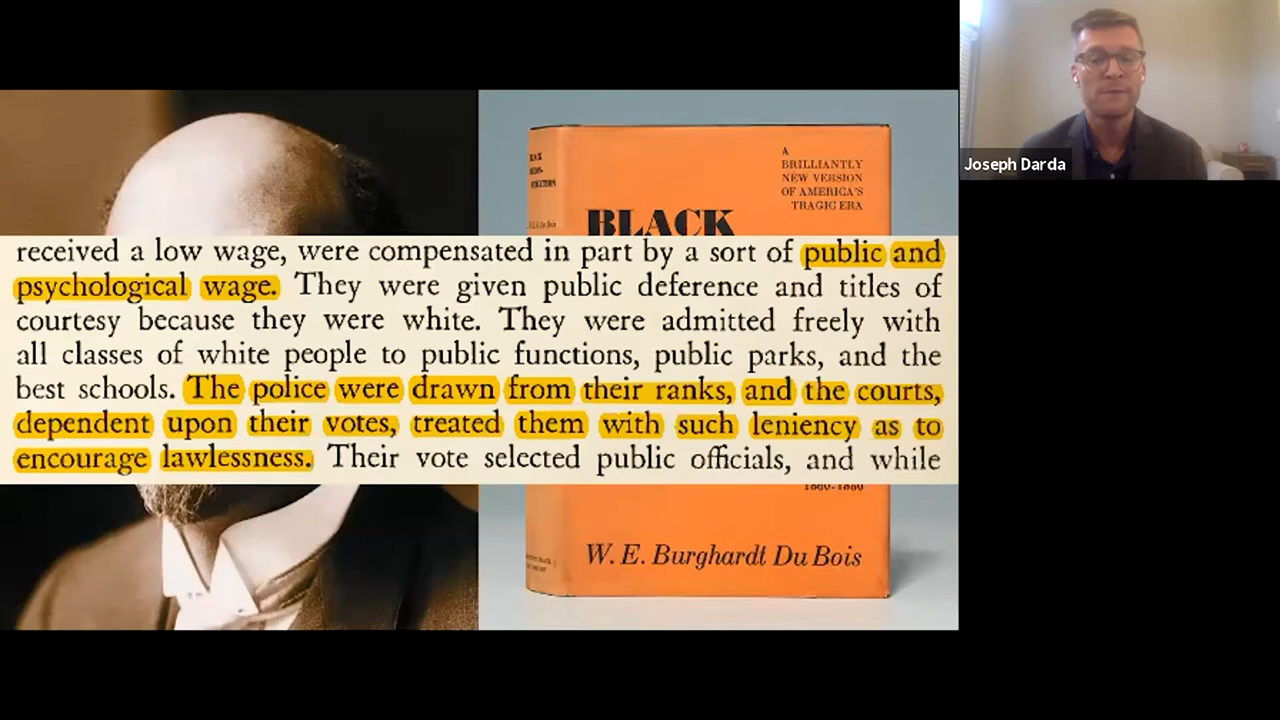 Joseph Darda
A
BRILLIANTLY
NEW VERSION
OF AMERICA'S
TRAGIC ERA
BLACK
received a low wage, were compensated in part by a sort of public and
psychological wage. They were given public deference and titles of
courtesy because they were white. They were admitted freely with
all classes of white people to public functions, public parks, and the
best schools. The police were drawn from their ranks, and the courts,
dependent upon their votes, treated them with such leniency as to
encourage lawlessness. Their vote selected public officials, and while
W. E. Burghardt Du Bois